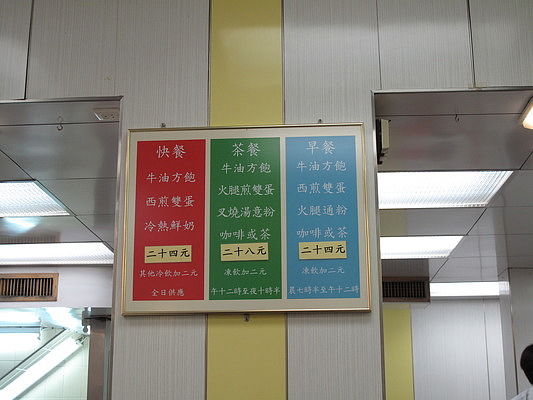 快餐
牛油方飽
西煎雙蛋
冷熱鮮奶
二十四元
其他冷飲加二元
全日供應
茶餐
牛油方飽
火腿煎雙蛋
叉燒湯意粉
咖啡或茶
二十八元
凍飲加二元
午十二時至夜十時半
早餐
牛油方飽
西煎雙蛋
火腿通粉
咖啡或茶
二十四元
凍飲加二元
晨七時半至午十二時